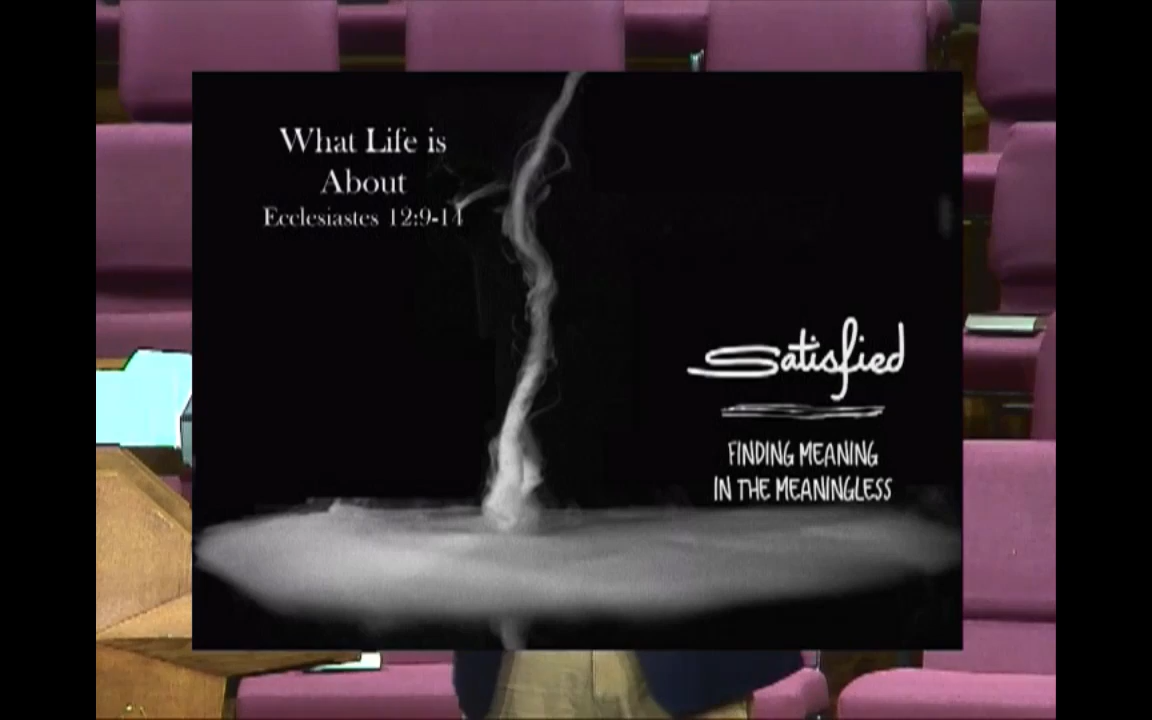 What Life is
About
Ecclesiastes 12:9-14
Satisfied
FINDING MEANING
IN THE MEANINGLESS